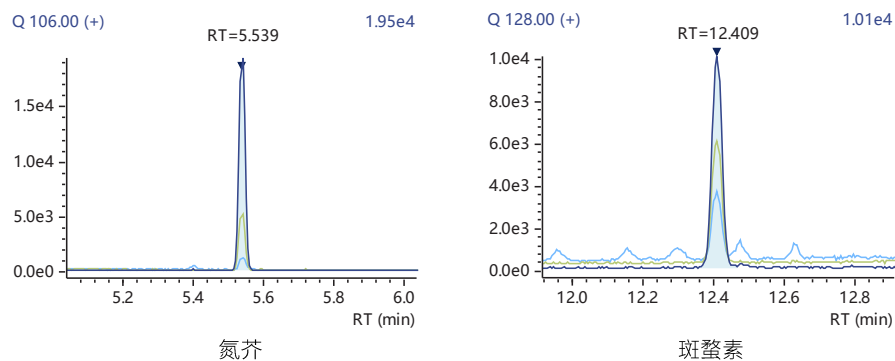 Q 106.00 (+) 1.95e4
RT=5.539
1.5e4
1.0e4
5.0e3
0.0e0
5.2 5.4 5.6 5.8 6.0
RT (min)
氮芥
Q 128.00 (+) 1.01e4
RT=12.409
1.0e4
8.0e3
6.0e3
4.0e3
2.0e3
0.0e0
12.0 12.2 12.4 12.6 12.8
RT (min)
斑蝥素